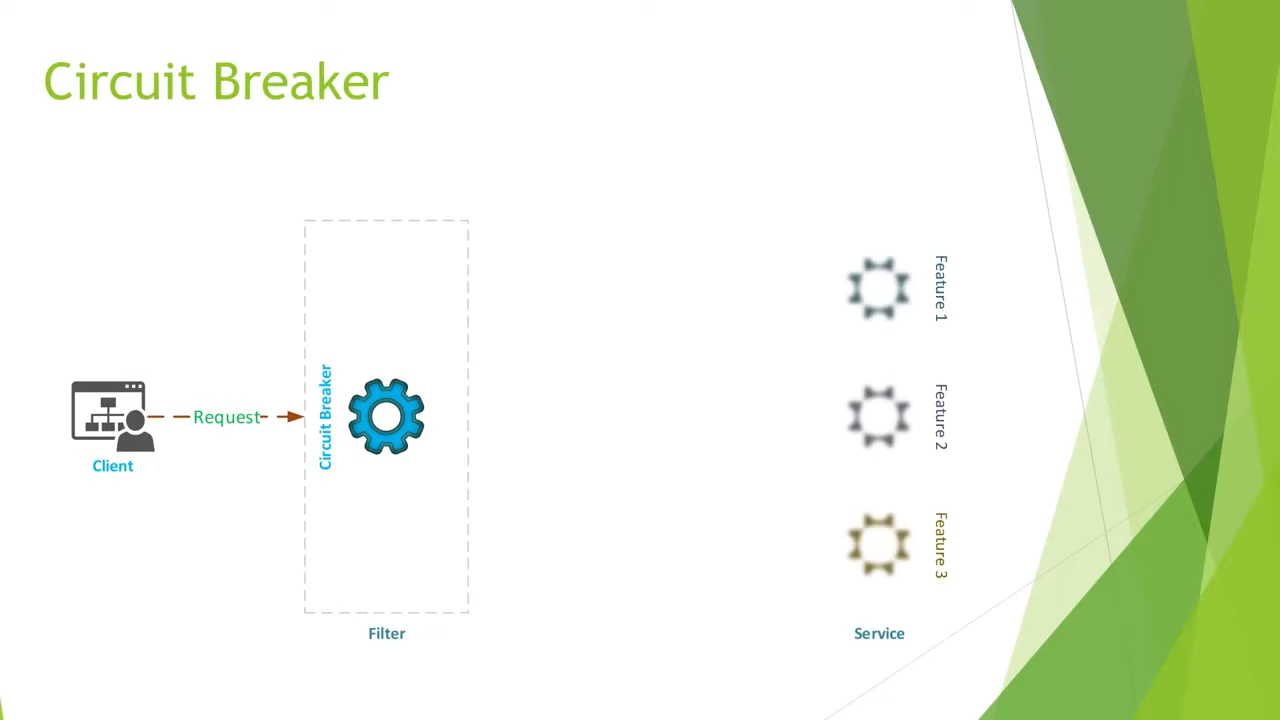 Circuit Breaker
Feature 1
Circuit Breaker
Request
Feature 2
Client
Feature 3
Filter
Service